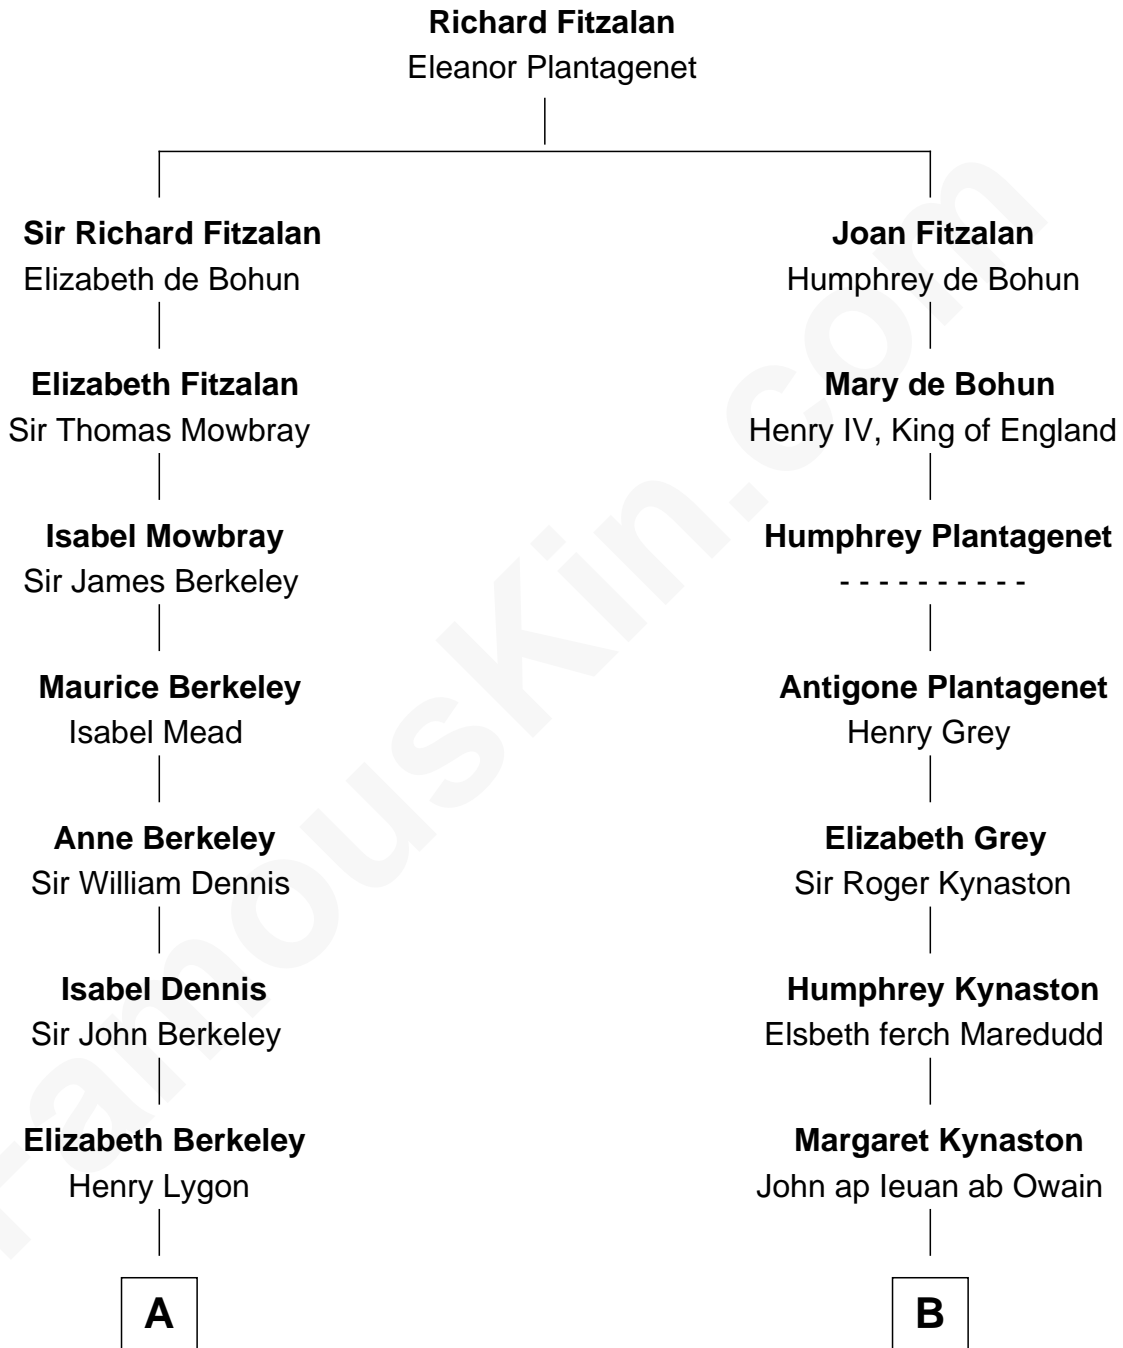 Richard Fitzalan
Eleanor Plantagenet
Sir Richard Fitzalan
Elizabeth de Bohun
Elizabeth Fitzalan
Sir Thomas Mowbray
Isabel Mowbray
Sir James Berkeley
Maurice Berkeley
Isabel Mead
Anne Berkeley
Sir William Dennis
Isabel Dennis
Sir John Berkeley
Elizabeth Berkeley
Henry Lygon
A
Joan Fitzalan
Humphrey de Bohun
Mary de Bohun
Henry IV, King of England
Humphrey Plantagenet
- - - - - - - - - -
Antigone Plantagenet
Henry Grey
Elizabeth Grey
Sir Roger Kynaston
Humphrey Kynaston
Elsbeth ferch Maredudd
Margaret Kynaston
John ap Ieuan ab Owain
B
FamousKin.com